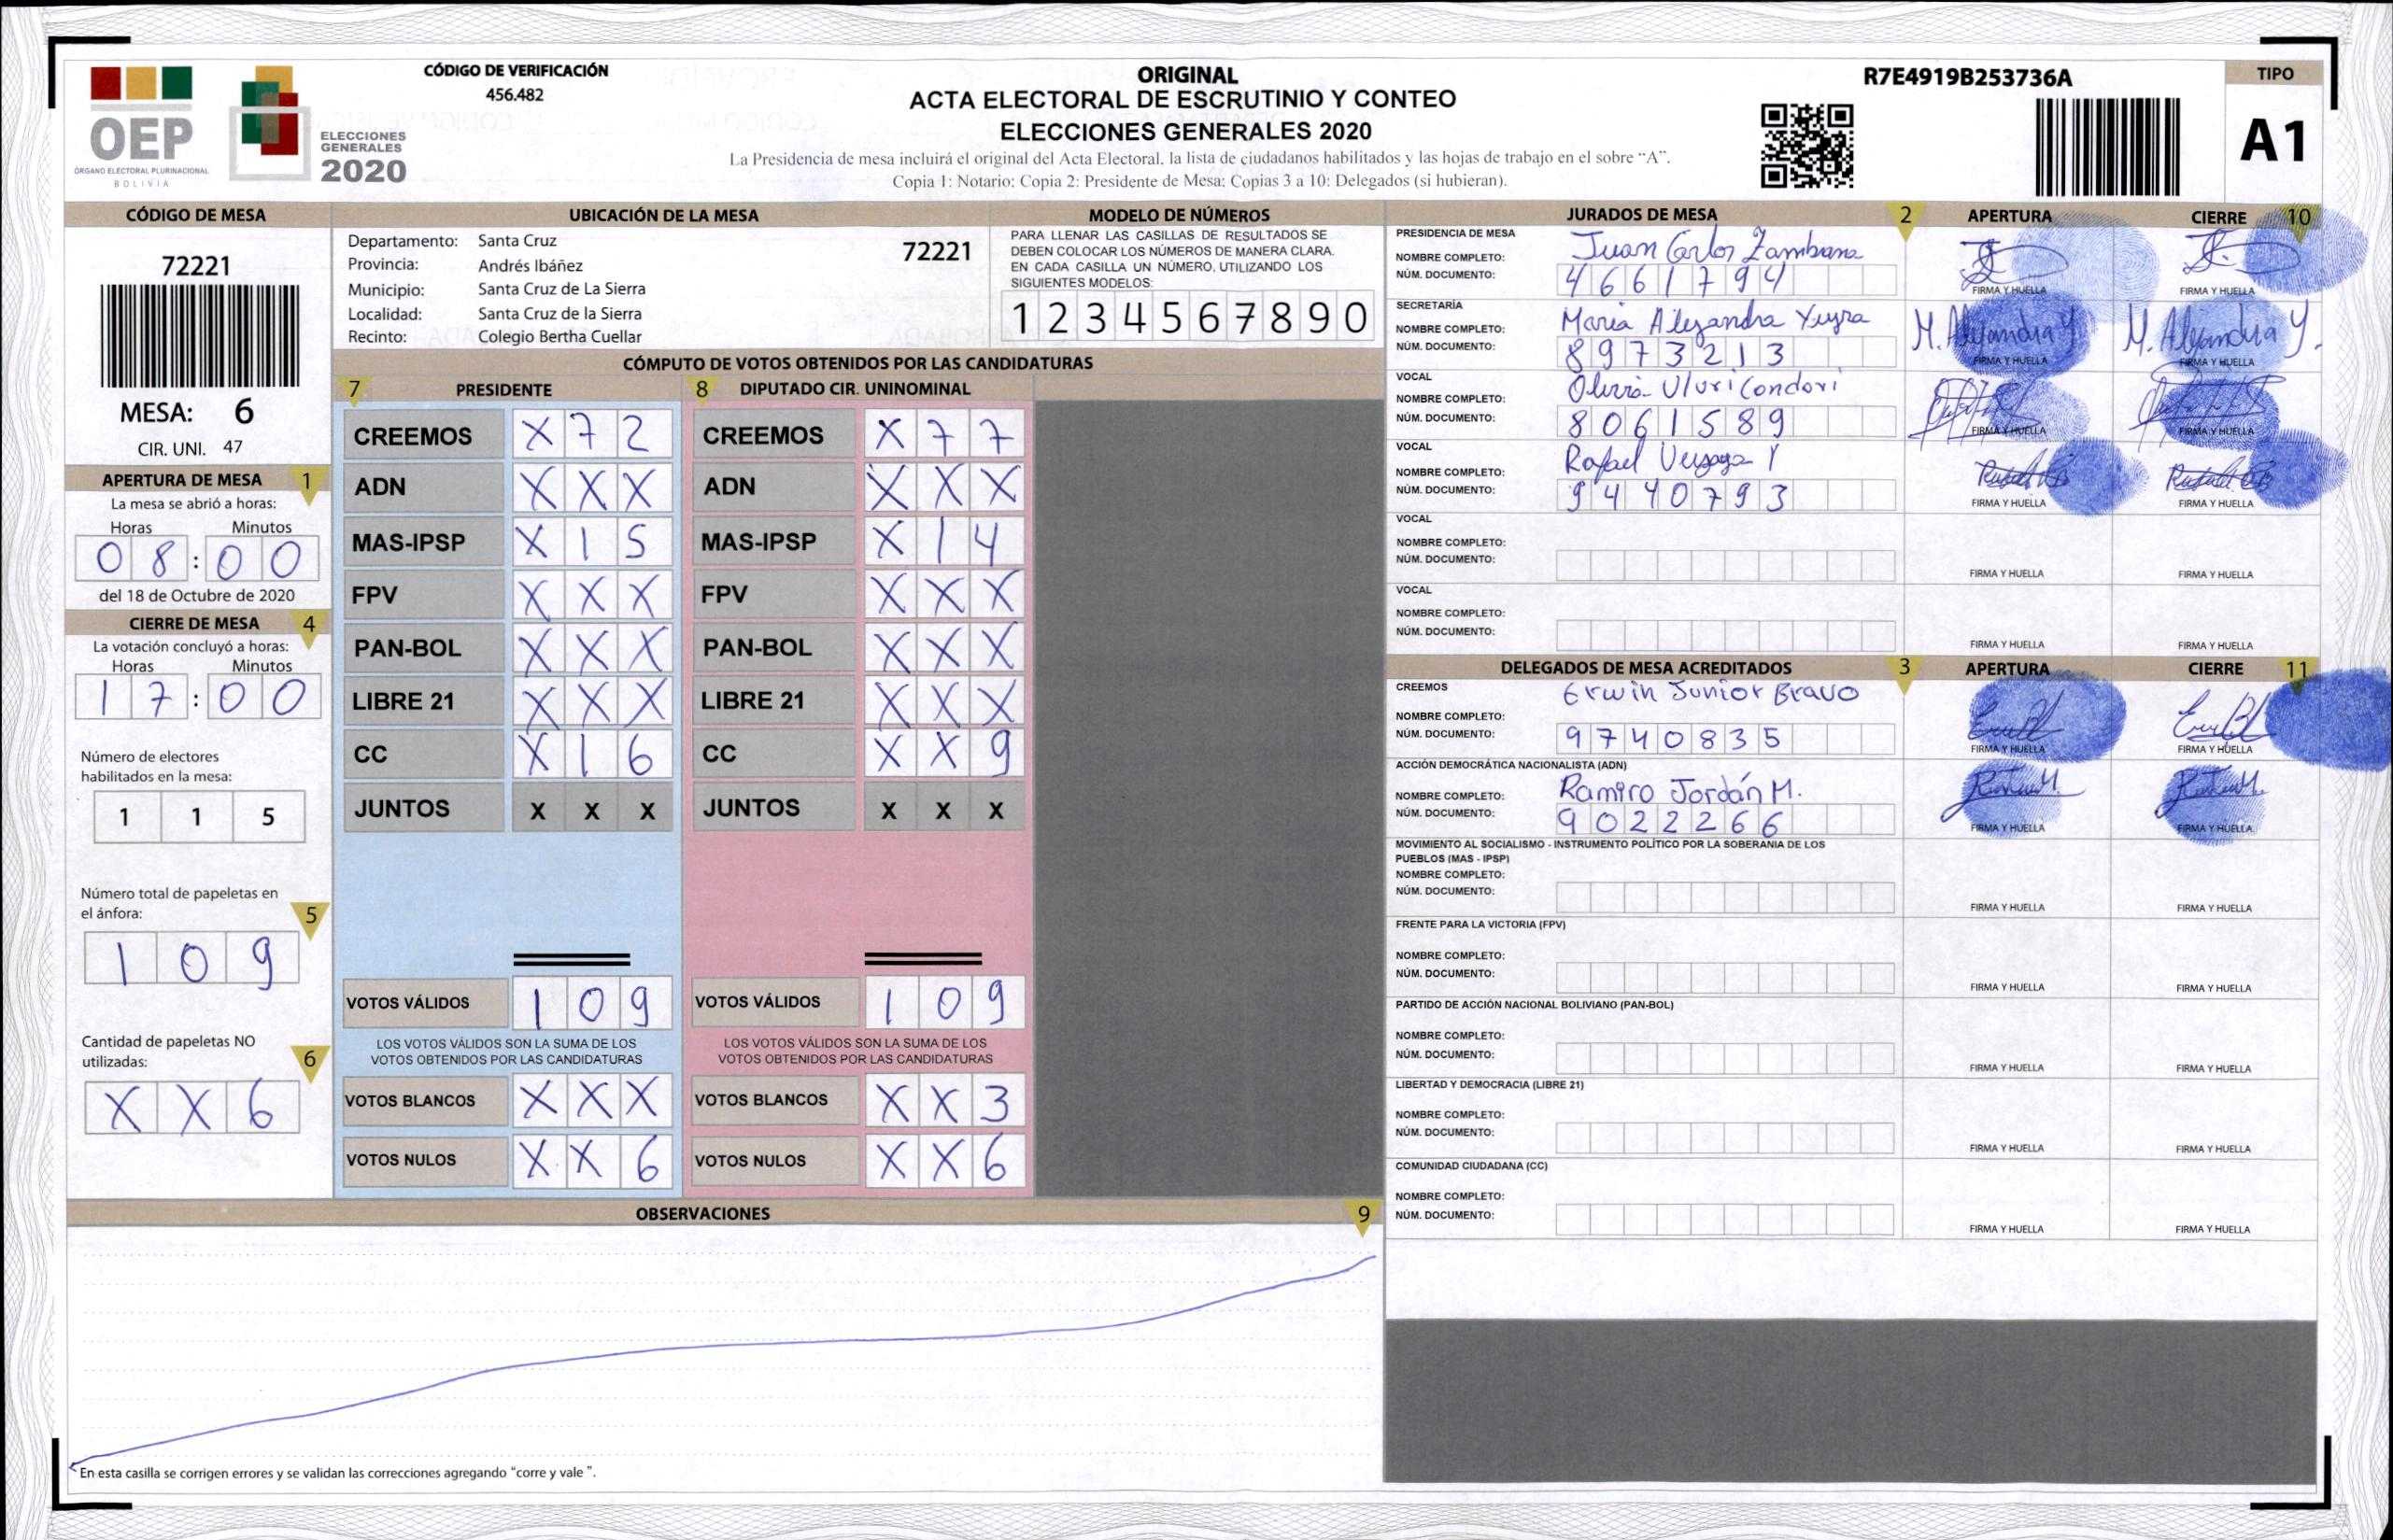 CÓDIGO DE VERIFICACIÓN
456.482
OEP
ÓRGANO ELECTORAL PLURINACIONAL
BOLIVIA
ELECCIONES
GENERALES
2020
ORIGINAL
ACTA ELECTORAL DE ESCRUTINIO Y CONTEO
ELECCIONES GENERALES 2020
La Presidencia de mesa incluirá el original del Acta Electoral, la lista de ciudadanos habilitados y las hojas de trabajo en el sobre “A”.
Copia 1: Notario; Copia 2: Presidente de Mesa; Copias 3 a 10: Delegados (si hubieran).
R7E4919B253736A
TIPO
A1
CÓDIGO DE MESA
72221
MESA: 6
CIR. UNI. 47
APERTURA DE MESA 1
La mesa se abrió a horas:
Horas Minutos
08:00
del 18 de Octubre de 2020
CIERRE DE MESA 4
La votación concluyó a horas:
Horas Minutos
17:00
Número de electores
habilitados en la mesa:
1 1 5
Número total de papeletas en
el ánfora: 5
1 0 9
Cantidad de papeletas NO
utilizadas: 6
X X 6
UBICACIÓN DE LA MESA
Departamento: Santa Cruz 72221
Provincia: Andrés Ibáñez
Municipio: Santa Cruz de La Sierra
Localidad: Santa Cruz de la Sierra
Recinto: Colegio Bertha Cuellar
MODELO DE NÚMEROS
PARA LLENAR LAS CASILLAS DE RESULTADOS SE
DEBEN COLOCAR LOS NÚMEROS DE MANERA CLARA,
EN CADA CASILLA UN NÚMERO, UTILIZANDO LOS
SIGUIENTES MODELOS:
1 2 3 4 5 6 7 8 9 0
CÓMPUTO DE VOTOS OBTENIDOS POR LAS CANDIDATURAS
7 PRESIDENTE 8 DIPUTADO CIR. UNINOMINAL
CREEMOS X 7 2 CREEMOS X 7 7
ADN X X X ADN X X X
MAS-IPSP X 1 5 MAS-IPSP X 1 4
FPV X X X FPV X X X
PAN-BOL X X X PAN-BOL X X X
LIBRE 21 X X X LIBRE 21 X X X
CC X 1 6 CC X X 9
JUNTOS X X X JUNTOS X X X
VOTOS VÁLIDOS 1 0 9 VOTOS VÁLIDOS 1 0 9
LOS VOTOS VÁLIDOS SON LA SUMA DE LOS
VOTOS OBTENIDOS POR LAS CANDIDATURAS
LOS VOTOS VÁLIDOS SON LA SUMA DE LOS
VOTOS OBTENIDOS POR LAS CANDIDATURAS
VOTOS BLANCOS X X X VOTOS BLANCOS X X 3
VOTOS NULOS X X 6 VOTOS NULOS X X 6
OBSERVACIONES 9
En esta casilla se corrigen errores y se validan las correcciones agregando “corre y vale”.
JURADOS DE MESA 2 APERTURA CIERRE 10
PRESIDENCIA DE MESA
NOMBRE COMPLETO: Juan Carlos Zambrana
NÚM. DOCUMENTO: 4661794
FIRMA Y HUELLA FIRMA Y HUELLA
SECRETARÍA
NOMBRE COMPLETO: Maria Alejandra
NÚM. DOCUMENTO: 8973213
M. Alejandra Y M. Alejandra Y.
FIRMA Y HUELLA FIRMA Y HUELLA
VOCAL
NOMBRE COMPLETO: Condori
NÚM. DOCUMENTO: 8061589
FIRMA Y HUELLA FIRMA Y HUELLA
VOCAL
NOMBRE COMPLETO: Rafael
NÚM. DOCUMENTO: 9440793
FIRMA Y HUELLA FIRMA Y HUELLA
VOCAL
NOMBRE COMPLETO:
NÚM. DOCUMENTO:
FIRMA Y HUELLA FIRMA Y HUELLA
VOCAL
NOMBRE COMPLETO:
NÚM. DOCUMENTO:
FIRMA Y HUELLA FIRMA Y HUELLA
DELEGADOS DE MESA ACREDITADOS 3 APERTURA CIERRE 11
CREEMOS
NOMBRE COMPLETO: Erwin Junior Bravo
NÚM. DOCUMENTO: 9740835
FIRMA Y HUELLA FIRMA Y HUELLA
ACCIÓN DEMOCRÁTICA NACIONALISTA (ADN)
NOMBRE COMPLETO: Ramiro Jordán M.
NÚM. DOCUMENTO: 9022266
FIRMA Y HUELLA FIRMA Y HUELLA
MOVIMIENTO AL SOCIALISMO - INSTRUMENTO POLÍTICO POR LA SOBERANIA DE LOS
PUEBLOS (MAS - IPSP)
NOMBRE COMPLETO:
NÚM. DOCUMENTO:
FIRMA Y HUELLA FIRMA Y HUELLA
FRENTE PARA LA VICTORIA (FPV)
NOMBRE COMPLETO:
NÚM. DOCUMENTO:
FIRMA Y HUELLA FIRMA Y HUELLA
PARTIDO DE ACCIÓN NACIONAL BOLIVIANO (PAN-BOL)
NOMBRE COMPLETO:
NÚM. DOCUMENTO:
FIRMA Y HUELLA FIRMA Y HUELLA
LIBERTAD Y DEMOCRACIA (LIBRE 21)
NOMBRE COMPLETO:
NÚM. DOCUMENTO:
FIRMA Y HUELLA FIRMA Y HUELLA
COMUNIDAD CIUDADANA (CC)
NOMBRE COMPLETO:
NÚM. DOCUMENTO:
FIRMA Y HUELLA FIRMA Y HUELLA